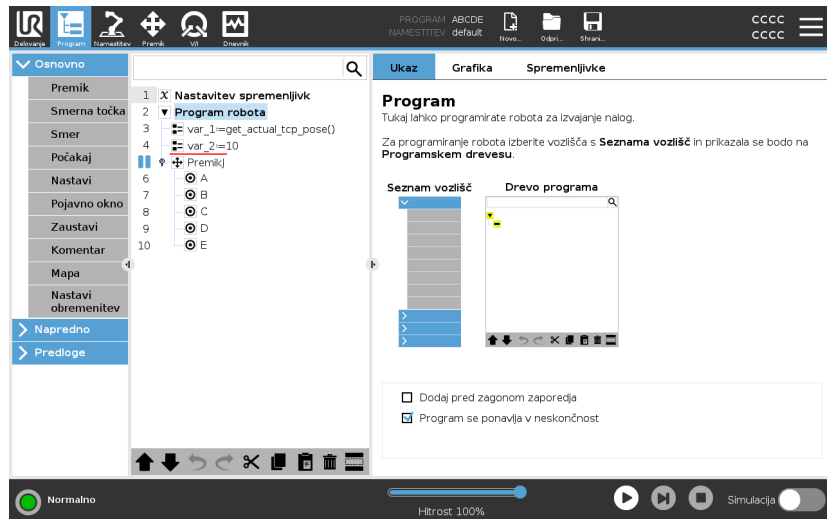 PROGRAM ABCDE
NAMESTITEV default
cccc
cccc
Delovanje
Program
Namestitev
Premik
V/I
Dnevnik
Novo...
Odpri...
Shrani...
Osnovno
Premik
Smerna točka
Smer
Počakaj
Nastavi
Pojavno okno
Zaustavi
Komentar
Mapa
Nastavi
obremenitev
Napredno
Predloge
1 X Nastavitev spremenljivk
2 Program robota
3 var_1:=get_actual_tcp_pose()
4 var_2:=10
PremikJ
6 A
7 B
8 C
9 D
10 E
Ukaz
Grafika
Spremenljivke
Program
Tukaj lahko programirate robota za izvajanje nalog.
Za programiranje robota izberite vozlišča s Seznama vozlišč in prikazala se bodo na
Programskem drevesu.
Seznam vozlišč
Drevo programa
Dodaj pred zagonom zaporedja
Program se ponavlja v neskončnost
Normalno
Hitrost 100%
Simulacija